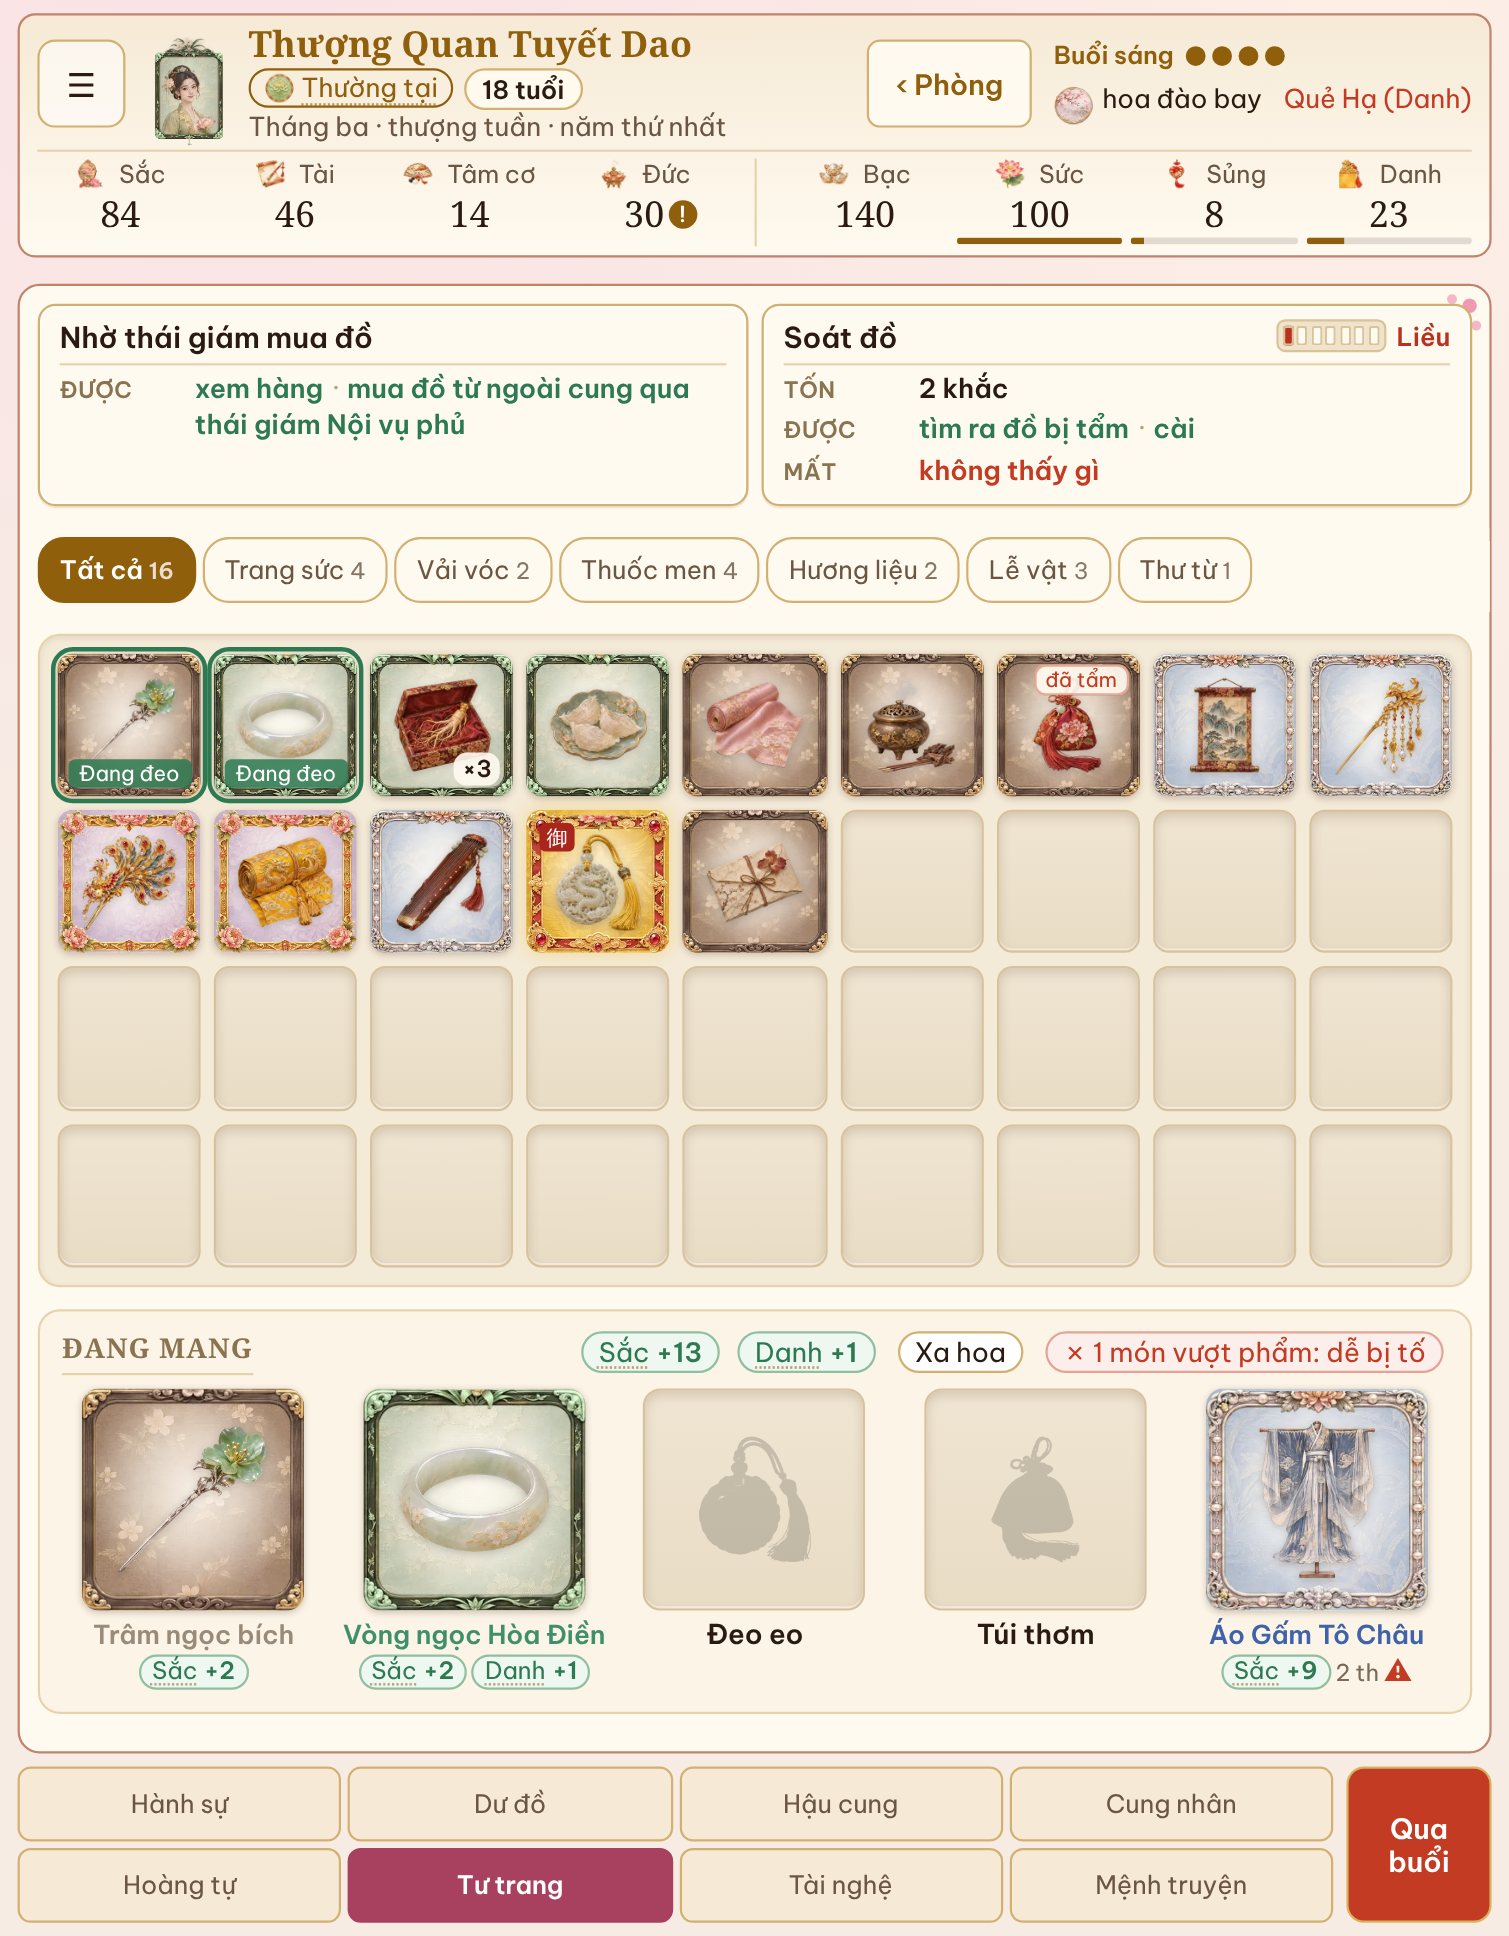 ☰
Thượng Quan Tuyết Dao
Thường tại
18 tuổi
Tháng ba · thượng tuần · năm thứ nhất
‹ Phòng
Buổi sáng
hoa đào bay
Quẻ Hạ (Danh)
Sắc
84
Tài
46
Tâm cơ
14
Đức
30 !
Bạc
140
Sức
100
Sủng
8
Danh
23
Nhờ thái giám mua đồ
ĐƯỢC
xem hàng · mua đồ từ ngoài cung qua
thái giám Nội vụ phủ
Soát đồ
Liều
TỐN
2 khắc
ĐƯỢC
tìm ra đồ bị tẩm · cài
MẤT
không thấy gì
Tất cả 16
Trang sức 4
Vải vóc 2
Thuốc men 4
Hương liệu 2
Lễ vật 3
Thư từ 1
Đang đeo
Đang đeo
×3
đã tẩm
御
ĐANG MANG
Sắc +13
Danh +1
Xa hoa
× 1 món vượt phẩm: dễ bị tố
Trâm ngọc bích
Sắc +2
Vòng ngọc Hòa Điền
Sắc +2
Danh +1
Đeo eo
Túi thơm
Áo Gấm Tô Châu
Sắc +9
2 th
Hành sự
Dư đồ
Hậu cung
Cung nhân
Qua
buổi
Hoàng tự
Tư trang
Tài nghệ
Mệnh truyện